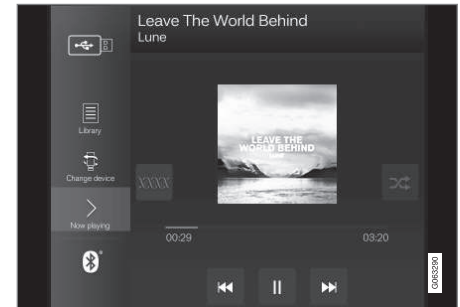 Leave The World Behind
Lune
Library
Change device
Now playing
LEAVE THE
WORLD BEHIND
LUNE
XXXX
00:29
03:20
G063290